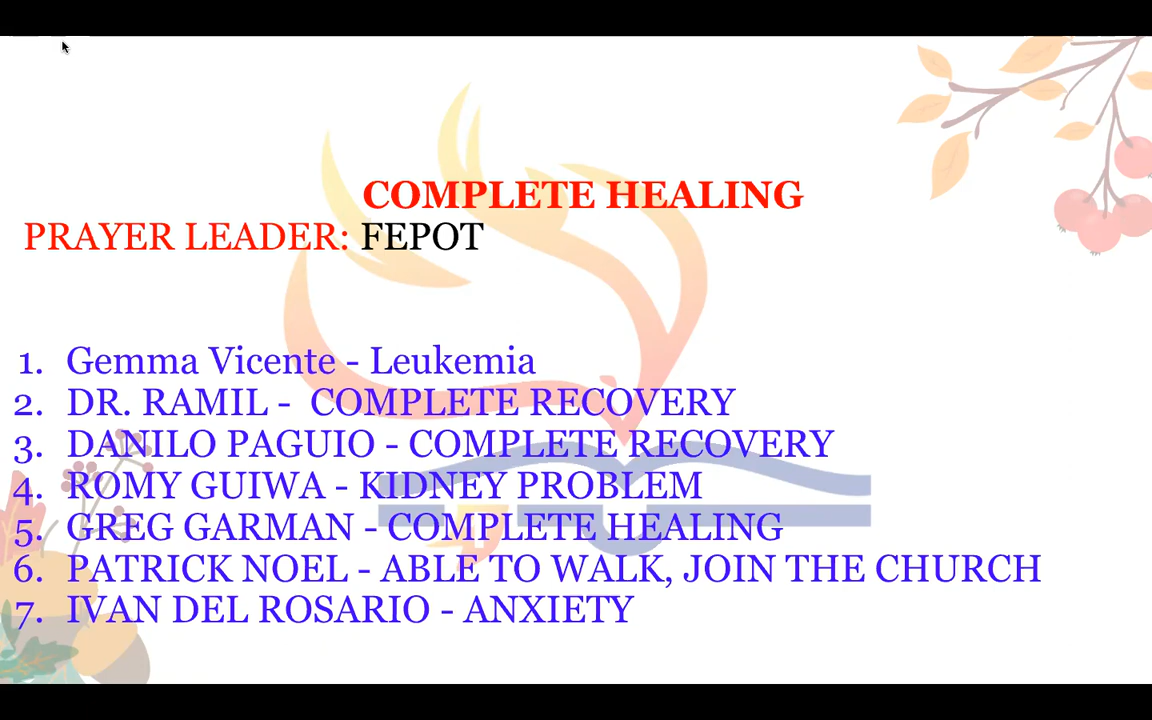 COMPLETE HEALING
PRAYER LEADER: FEPOT
1. Gemma Vicente - Leukemia
2. DR. RAMIL - COMPLETE RECOVERY
3. DANILO PAGUIO - COMPLETE RECOVERY
4. ROMY GUIWA - KIDNEY PROBLEM
5. GREG GARMAN - COMPLETE HEALING
6. PATRICK NOEL - ABLE TO WALK, JOIN THE CHURCH
7. IVAN DEL ROSARIO - ANXIETY